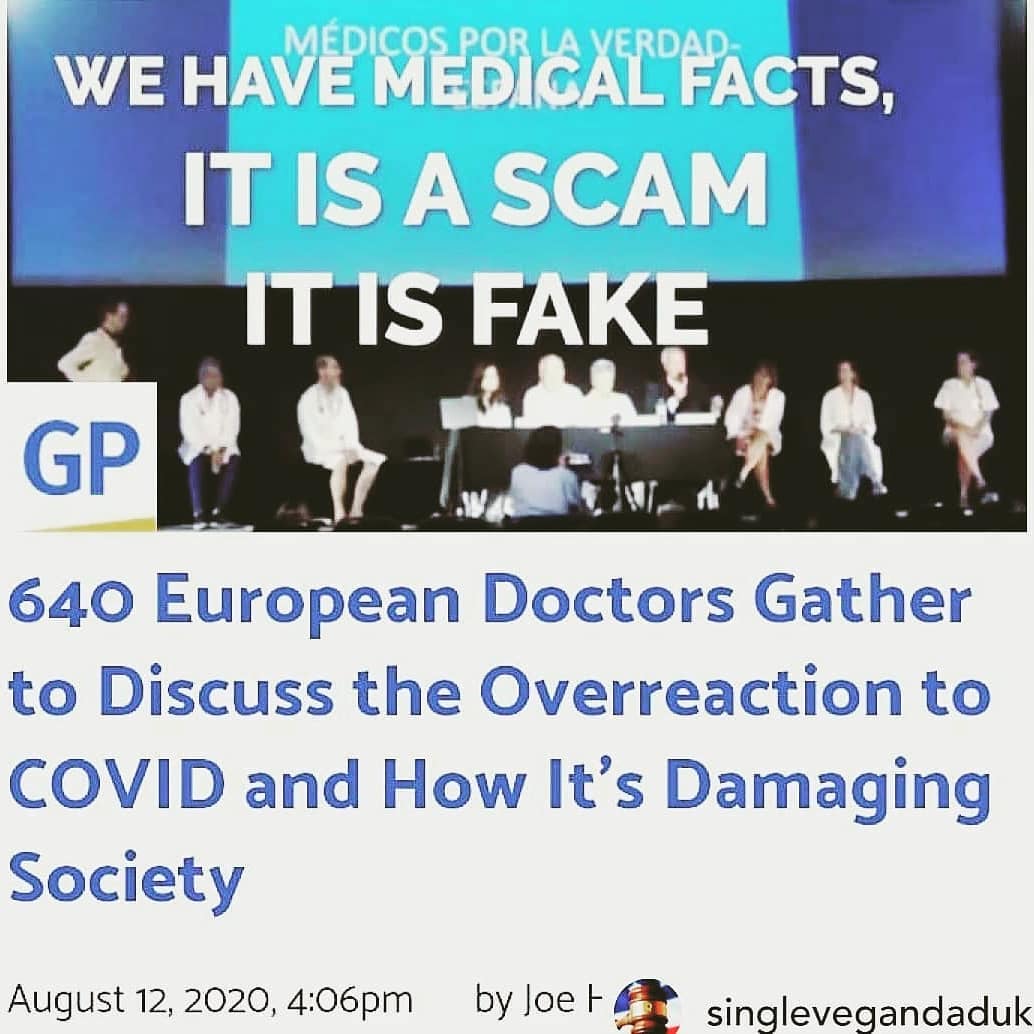 MÉDICOS POR LA VERDAD-
WE HAVE MEDICAL FACTS,
IT IS A SCAM
IT IS FAKE
GP
640 European Doctors Gather
to Discuss the Overreaction to
COVID and How It's Damaging
Society
August 12, 2020, 4:06pm by Joe H
singlevegandaduk